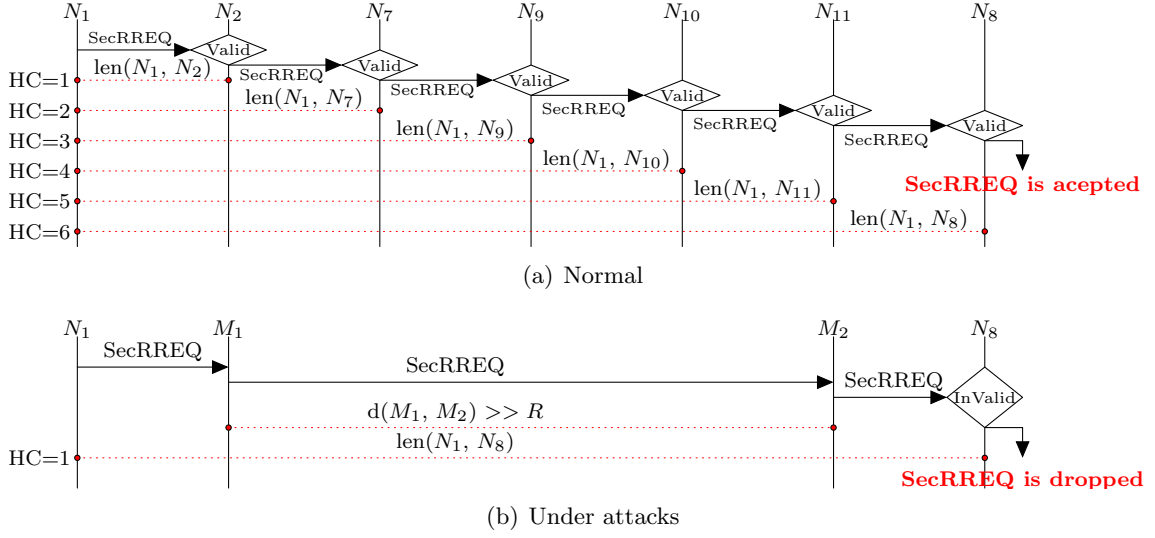 N1 N2 N7 N9 N10 N11 N8
SecRREQ Valid
SecRREQ Valid
SecRREQ Valid
SecRREQ Valid
SecRREQ Valid
SecRREQ Valid
HC=1 len(N1, N2)
HC=2 len(N1, N7)
HC=3 len(N1, N9)
HC=4 len(N1, N10)
SecRREQ is acepted
HC=5 len(N1, N11)
HC=6 len(N1, N8)
(a) Normal
N1 M1 M2 N8
SecRREQ
SecRREQ
SecRREQ InValid
d(M1, M2) >> R
len(N1, N8)
HC=1
SecRREQ is dropped
(b) Under attacks